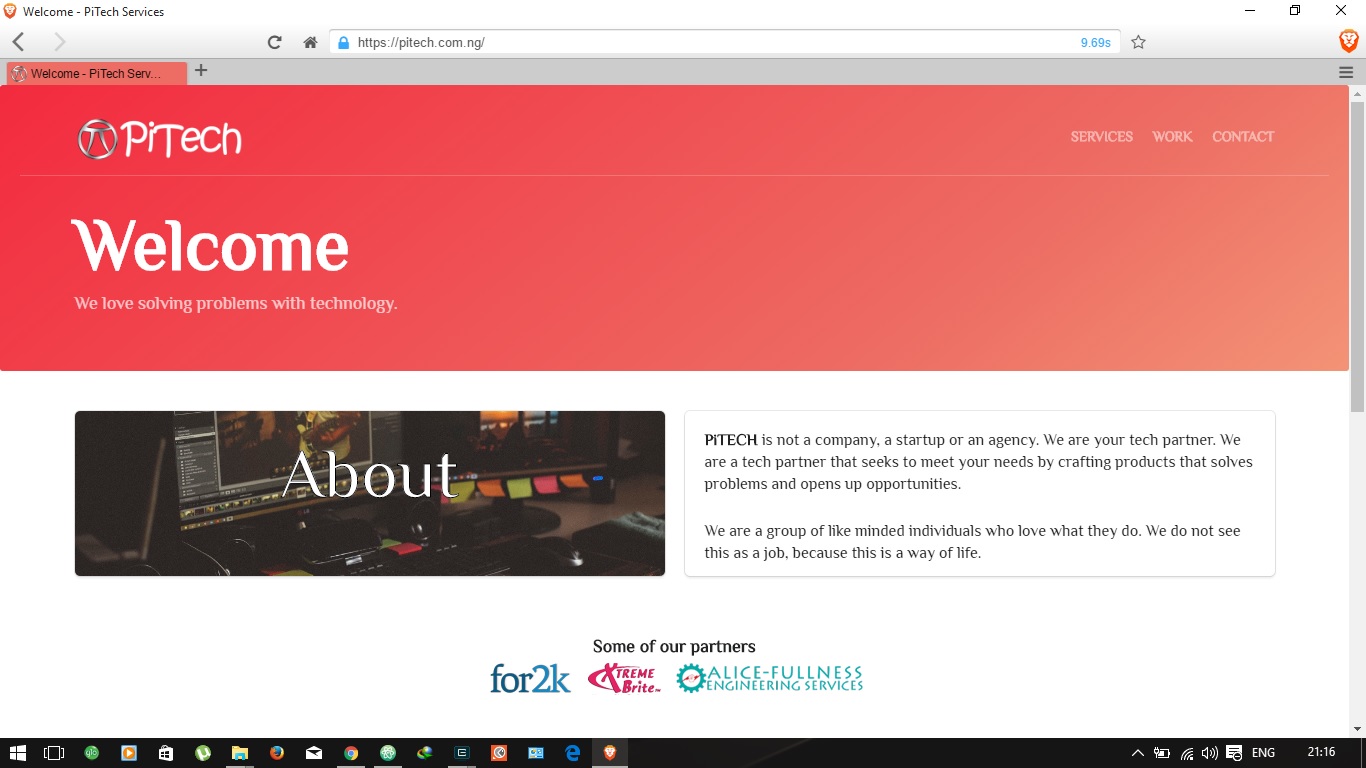 Welcome - PiTech Services
https://pitech.com.ng/
9.69s
Welcome - PiTech Serv...
PiTech
SERVICES WORK CONTACT
Welcome
We love solving problems with technology.
About
PiTECH is not a company, a startup or an agency. We are your tech partner. We
are a tech partner that seeks to meet your needs by crafting products that solves
problems and opens up opportunities.
We are a group of like minded individuals who love what they do. We do not see
this as a job, because this is a way of life.
Some of our partners
for2k
XTREME
Brite
ALICE-FULLNESS
ENGINEERING SERVICES
ENG
21:16